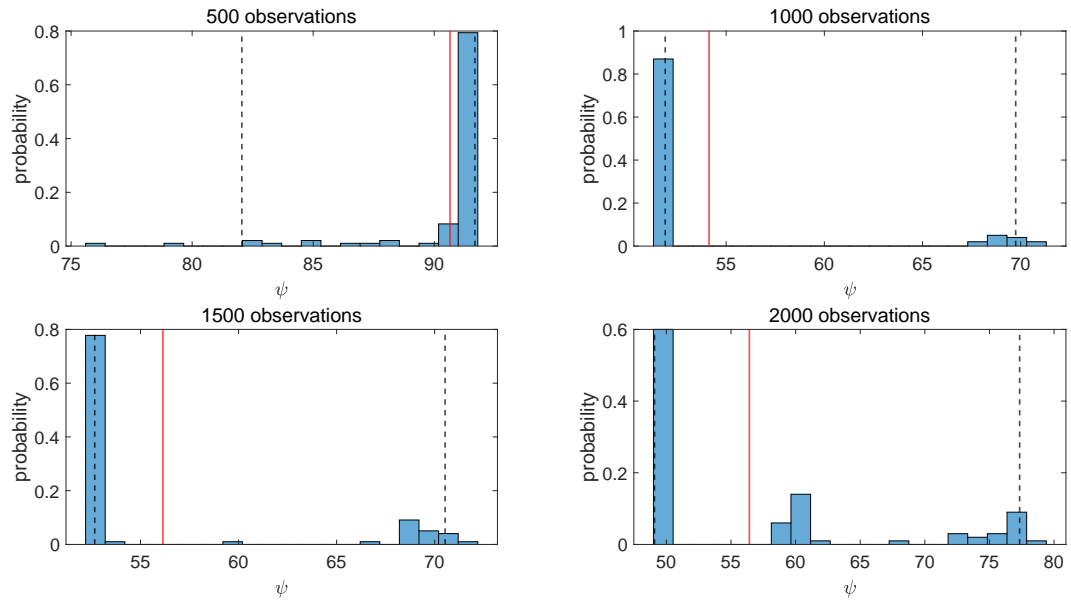 500 observations
0.8
0.6
0.4
0.2
0
probability
75 80 85 90
ψ
1000 observations
1
0.8
0.6
0.4
0.2
0
probability
55 60 65 70
ψ
1500 observations
0.8
0.6
0.4
0.2
0
probability
55 60 65 70
ψ
2000 observations
0.6
0.4
0.2
0
probability
50 55 60 65 70 75 80
ψ